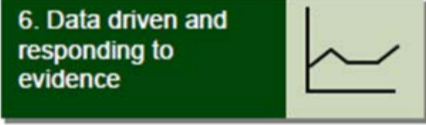 6. Data driven and
responding to
evidence